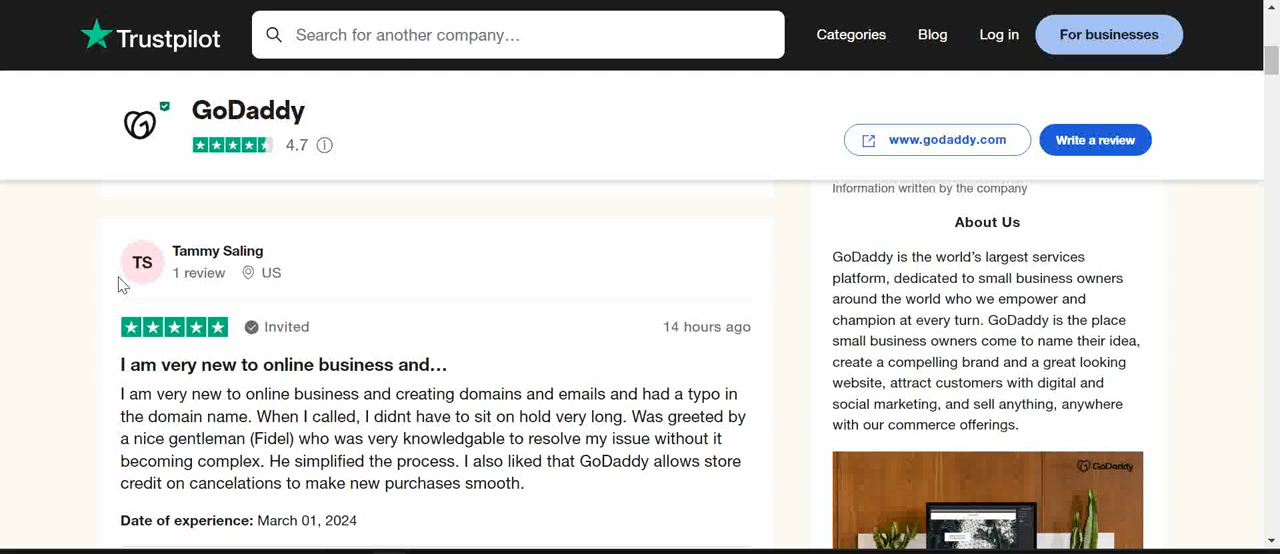 Trustpilot
Search for another company…
Categories
Blog
Log in
For businesses
GoDaddy
4.7
www.godaddy.com
Write a review
TS
Tammy Saling
1 review
US
Invited
14 hours ago
I am very new to online business and…
I am very new to online business and creating domains and emails and had a typo in
the domain name. When I called, I didnt have to sit on hold very long. Was greeted by
a nice gentleman (Fidel) who was very knowledgable to resolve my issue without it
becoming complex. He simplified the process. I also liked that GoDaddy allows store
credit on cancelations to make new purchases smooth.
Date of experience: March 01, 2024
Information written by the company
About Us
GoDaddy is the world’s largest services
platform, dedicated to small business owners
around the world who we empower and
champion at every turn. GoDaddy is the place
small business owners come to name their idea,
create a compelling brand and a great looking
website, attract customers with digital and
social marketing, and sell anything, anywhere
with our commerce offerings.
GoDaddy